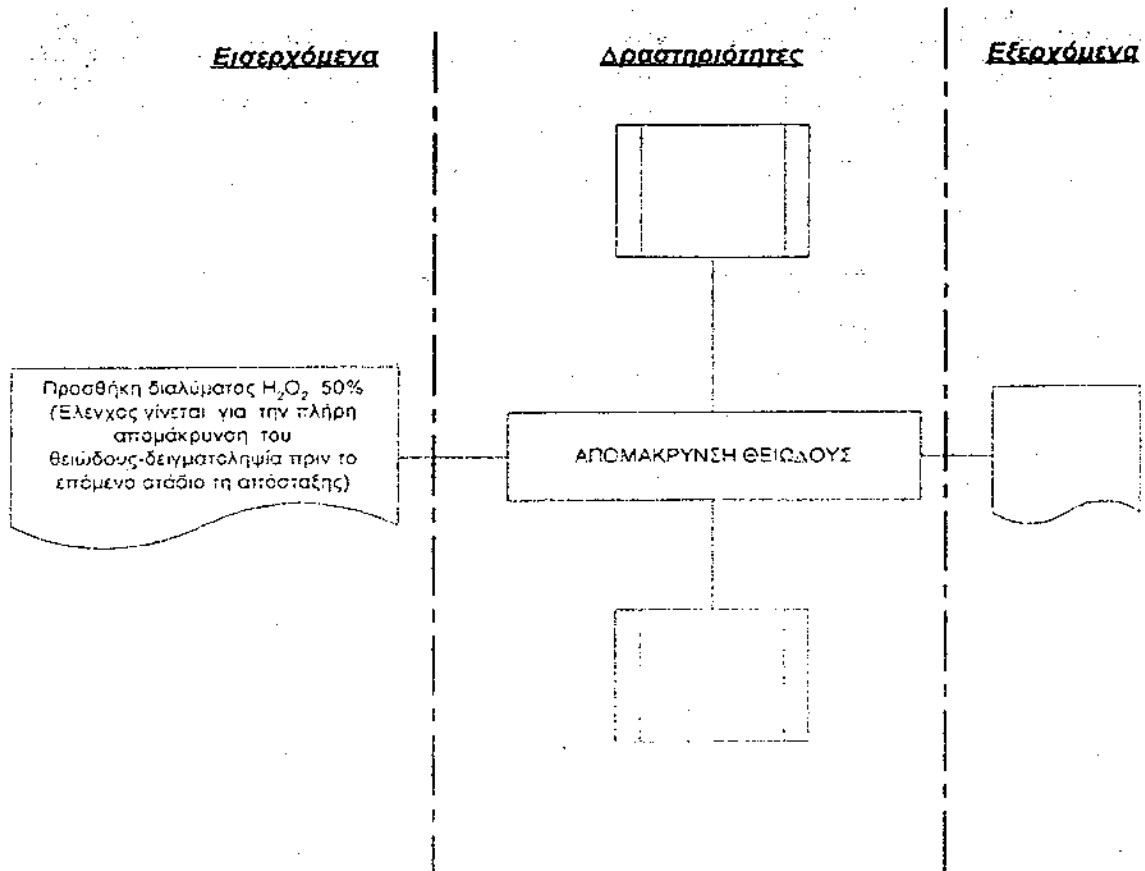 Εισερχόμενα
Δραστηριότητες
Εξερχόμενα
Προσθήκη διαλύματος H₂O₂ 50%
(Έλεγχος γίνεται για την πλήρη
απομάκρυνση του
θειώδους-δειγματοληψία πριν το
επόμενο στάδιο τη απόσταξης)
ΑΠΟΜΑΚΡΥΝΣΗ ΘΕΙΩΔΟΥΣ